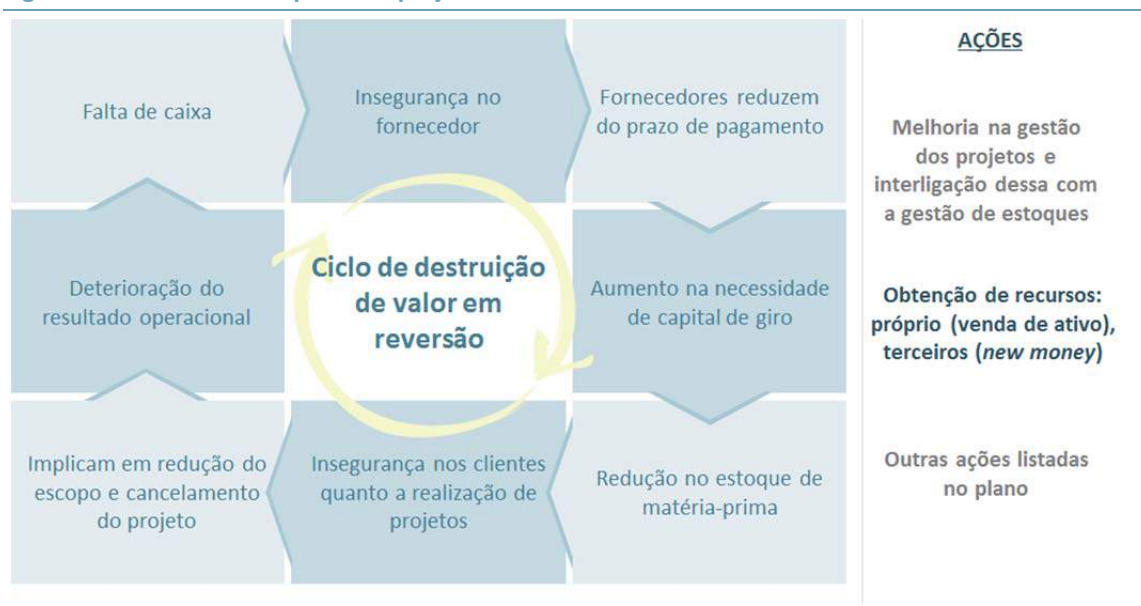 AÇÕES
Falta de caixa
Insegurança no
fornecedor
Fornecedores reduzem
do prazo de pagamento
Melhoria na gestão
dos projetos e
interligação dessa com
a gestão de estoques
Deterioração do
resultado operacional
Ciclo de destruição
de valor em
reversão
Aumento na necessidade
de capital de giro
Obtenção de recursos:
próprio (venda de ativo),
terceiros (new money)
Implicam em redução do
escopo e cancelamento
do projeto
Insegurança nos clientes
quanto a realização de
projetos
Redução no estoque de
matéria-prima
Outras ações listadas
no plano